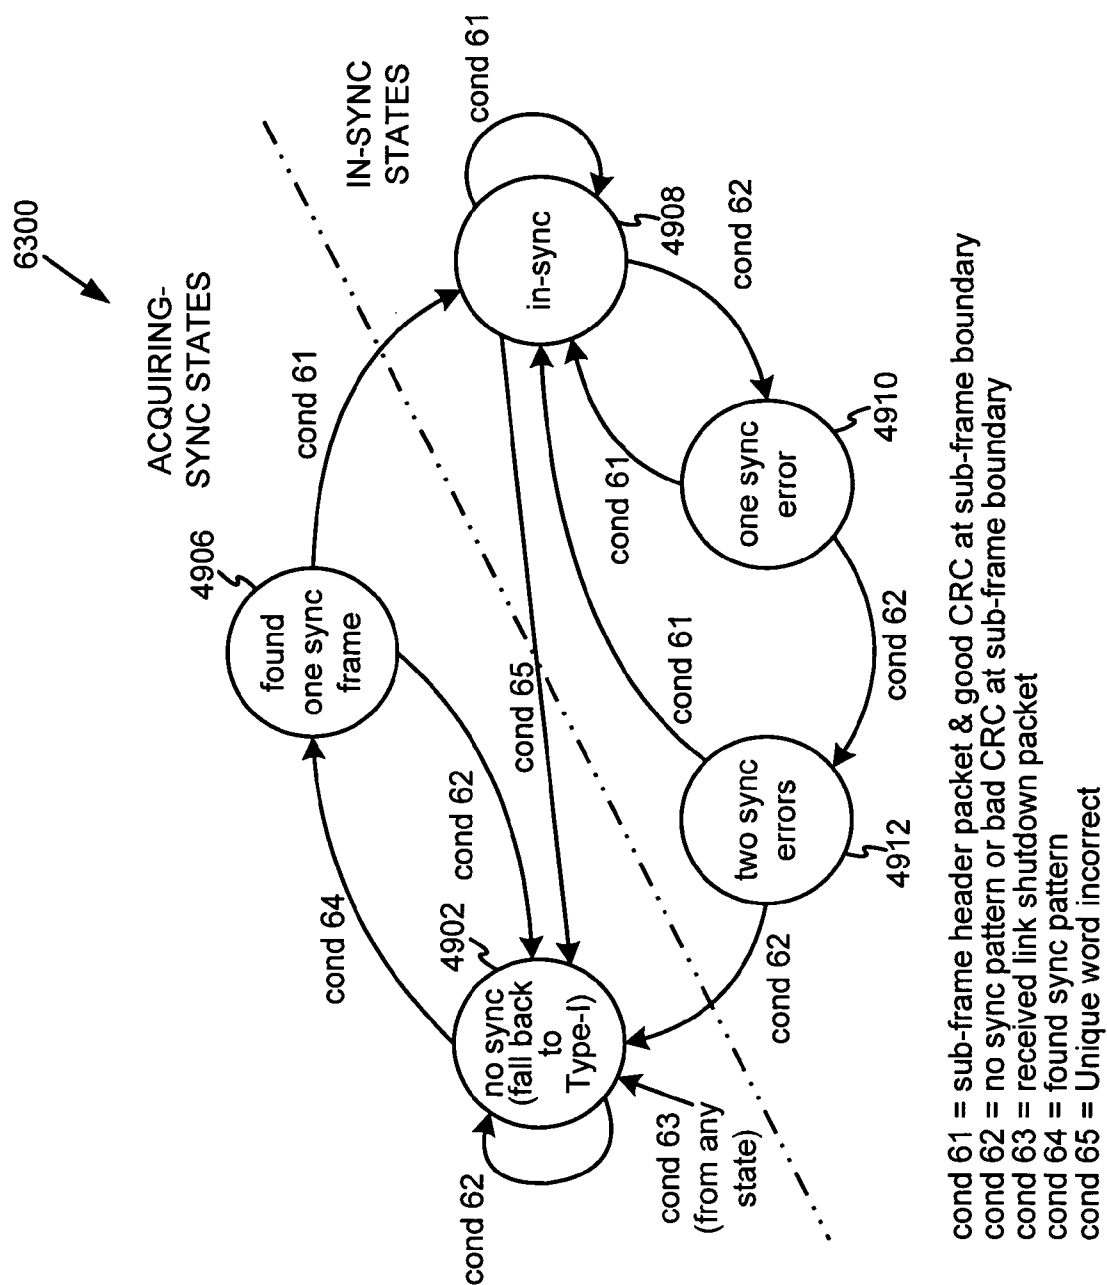 6300
ACQUIRING-
SYNC STATES
IN-SYNC
STATES
4906
found
one sync
frame
cond 61
cond 61
in-sync
4908
cond 62
cond 64
cond 62
cond 65
cond 61
cond 61
4902
no sync
(fall back
to
Type-I)
cond 62
cond 63
(from any
state)
cond 62
two sync
errors
4912
cond 62
one sync
error
4910
cond 61 = sub-frame header packet & good CRC at sub-frame boundary
cond 62 = no sync pattern or bad CRC at sub-frame boundary
cond 63 = received link shutdown packet
cond 64 = found sync pattern
cond 65 = Unique word incorrect